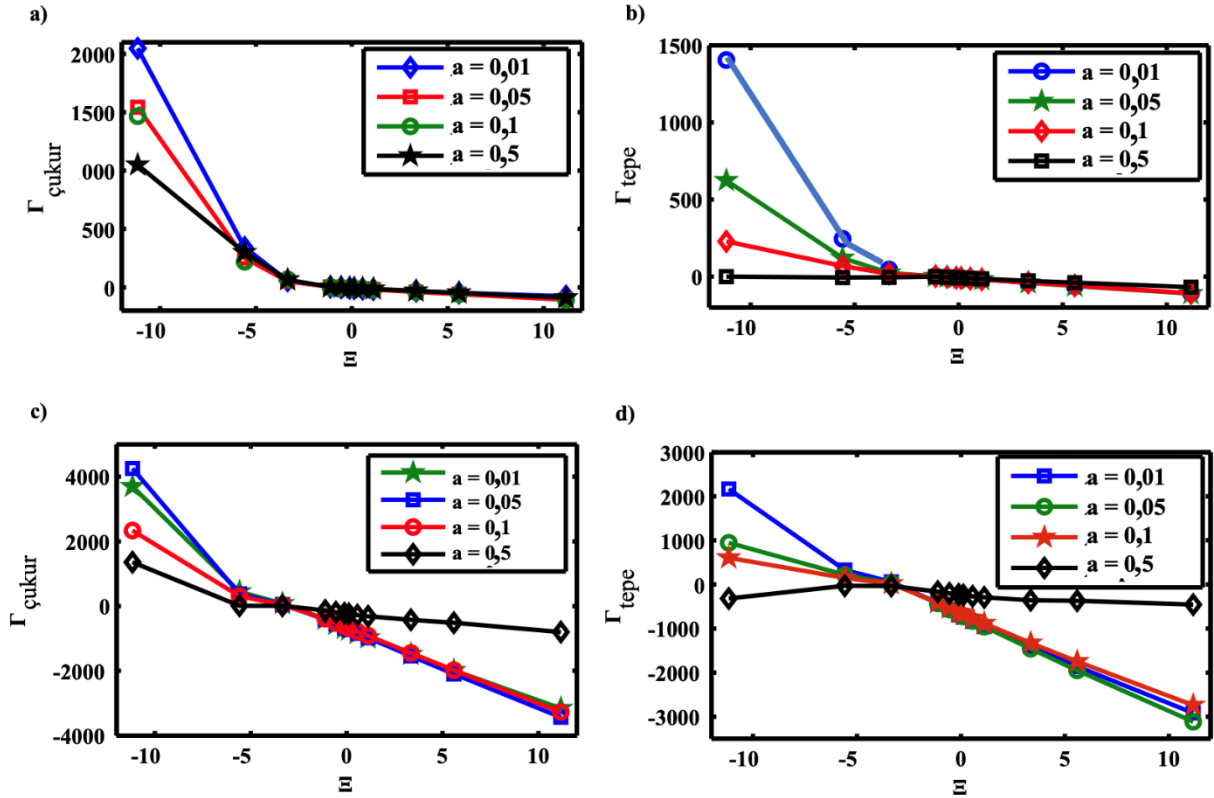 a)
2000
1500
000
500
0
-10 -5 0 5 10
Γçukur
Ξ
a = 0,01
a = 0,05
a = 0,1
a = 0,5
b)
1500
1000
500
0
-10 -5 0 5 10
Γtepe
Ξ
a = 0,01
a = 0,05
a = 0,1
a = 0,5
c)
4000
2000
0
-2000
-4000
-10 -5 0 5 10
Γçukur
Ξ
a = 0,01
a = 0,05
a = 0,1
a = 0,5
d)
3000
2000
1000
0
-1000
-2000
-3000
-10 -5 0 5 10
Γtepe
Ξ
a = 0,01
a = 0,05
a = 0,1
a = 0,5